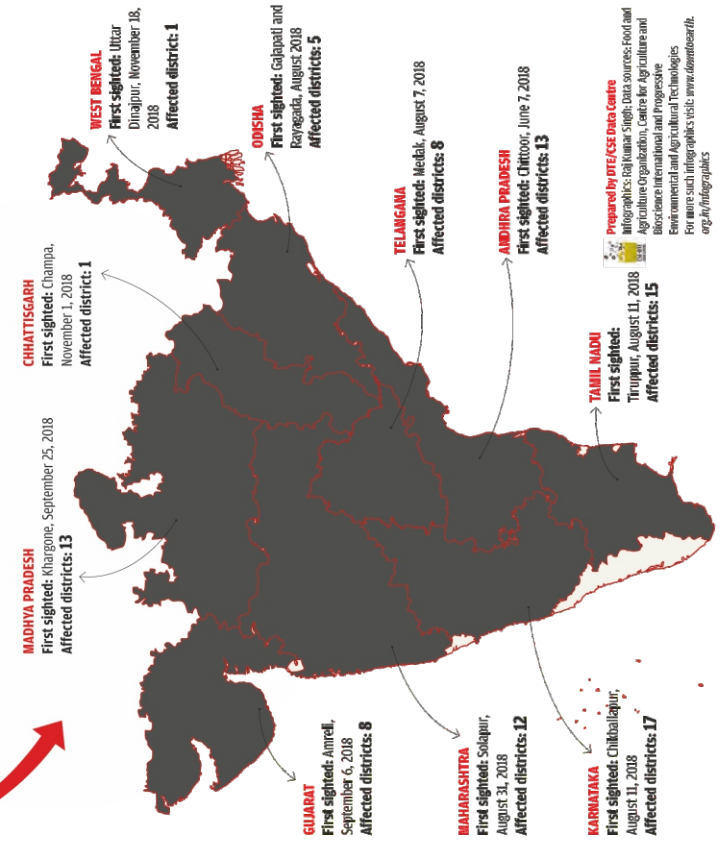 MADHYA PRADESH
First sighted: Khargone, September 25, 2018
Affected districts: 13
CHHATTISGARH
First sighted: Champa,
November 1, 2018
Affected district: 1
WEST BENGAL
First sighted: Uttar
Dinajpur, November 18,
2018
Affected district: 1
ODISHA
First sighted: Gajapati and
Rayagada, August 2018
Affected districts: 5
GUJARAT
First sighted: Amreli,
September 6, 2018
Affected districts: 8
TELANGANA
First sighted: Medak, August 7, 2018
Affected districts: 8
MAHARASHTRA
First sighted: Solapur,
August 31, 2018
Affected districts: 12
ANDHRA PRADESH
First sighted: Chittoor, June 7, 2018
Affected districts: 13
KARNATAKA
First sighted: Chikballapur,
August 11, 2018
Affected districts: 17
TAMIL NADU
First sighted:
Tiruppur, August 11, 2018
Affected districts: 15
Prepared by DTE/CSE Data Centre
Infographics: Raj Kumar Singh; Data sources: Food and
Agriculture Organization, Centre for Agriculture and
Bioscience International and Progressive
Environmental and Agricultural Technologies
For more such infographics visit: www.downtoearth.
org.in/infographics